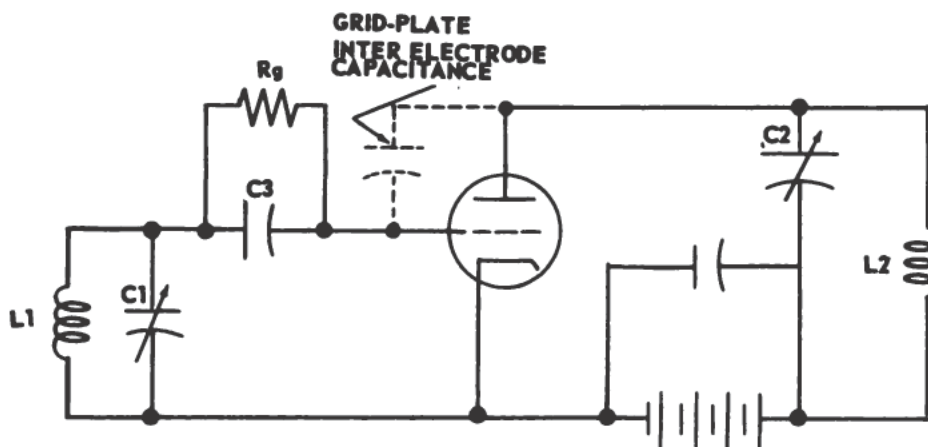 GRID-PLATE
INTER ELECTRODE
CAPACITANCE
Rg
C3
C2
L1
C1
L2